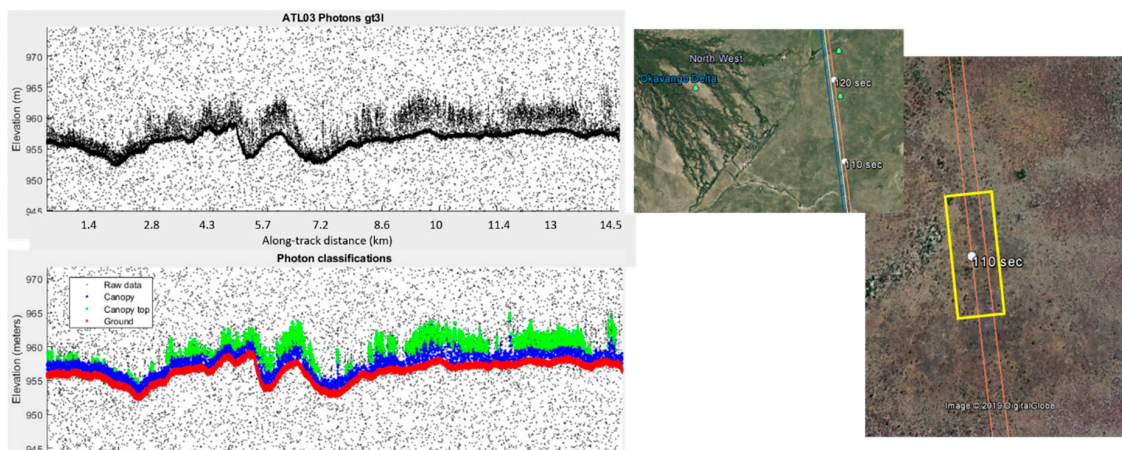 ATL03 Photons gt3l
Elevation (m)
970
965
960
955
950
945
1.4 2.8 4.3 5.7 7.2 8.6 10 11.4 13 14.5
Along-track distance (km)
Photon classifications
Elevation (meters)
970
965
960
955
950
945
Raw data
Canopy
Canopy top
Ground
North West
Okavango Delta
120 sec
110 sec
110 sec
Image © 2019 DigitalGlobe